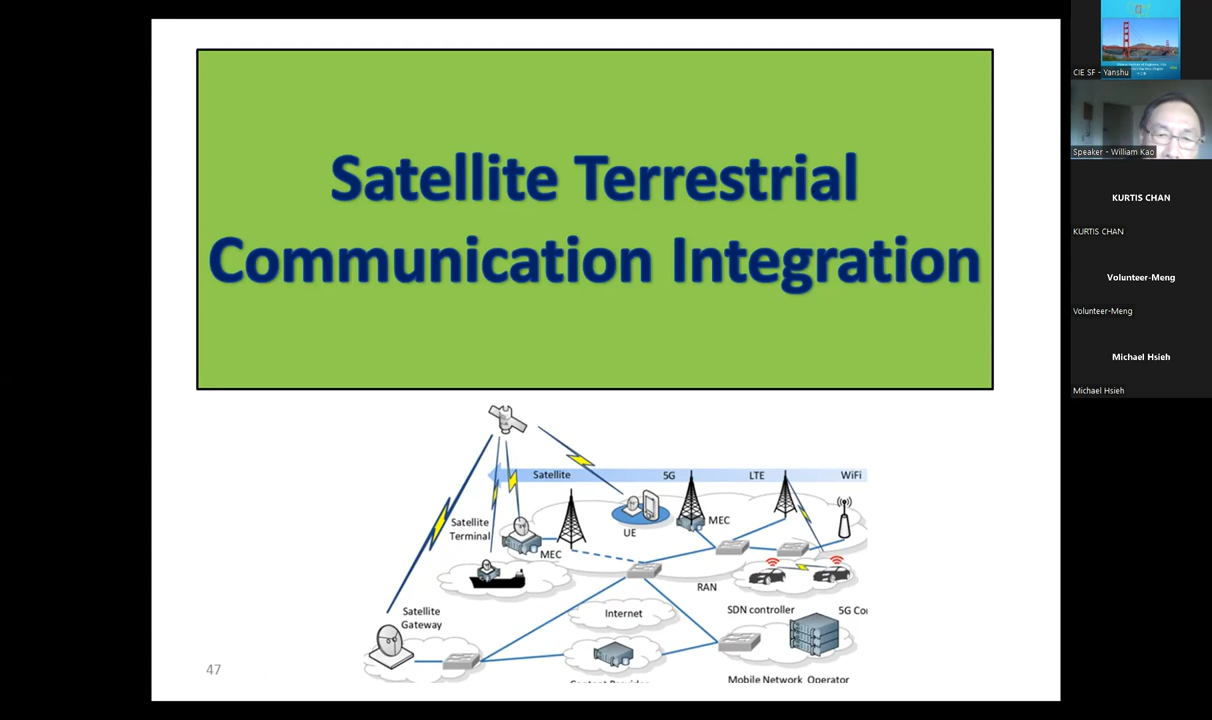 Satellite Terrestrial
Communication Integration
Satellite
5G
LTE
WiFi
Satellite
Terminal
MEC
UE
MEC
RAN
Satellite
Gateway
Internet
SDN controller
5G Co
Mobile Network Operator
47
CIE SF - Yanshu
Speaker - William Kao
KURTIS CHAN
KURTIS CHAN
Volunteer-Meng
Volunteer-Meng
Michael Hsieh
Michael Hsieh